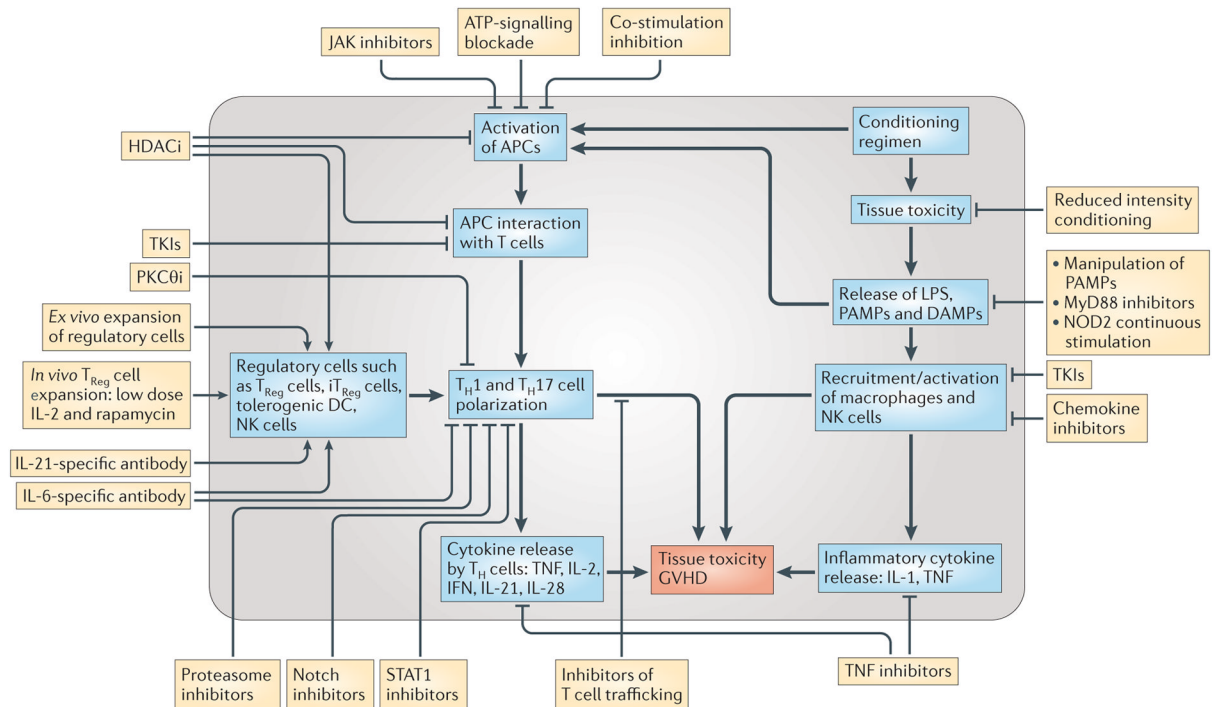 JAK inhibitors
ATP-signalling
blockade
Co-stimulation
inhibition
HDACi
Activation
of APCs
Conditioning
regimen
APC interaction
with T cells
Tissue toxicity
Reduced intensity
conditioning
TKIs
PKCθi
Release of LPS,
PAMPs and DAMPs
• Manipulation of
PAMPs
• MyD88 inhibitors
• NOD2 continuous
stimulation
Ex vivo expansion
of regulatory cells
In vivo TReg cell
expansion: low dose
IL-2 and rapamycin
Regulatory cells such
as TReg cells, iTReg cells,
tolerogenic DC,
NK cells
TH1 and TH17 cell
polarization
Recruitment/activation
of macrophages and
NK cells
TKIs
Chemokine
inhibitors
IL-21-specific antibody
IL-6-specific antibody
Cytokine release
by TH cells: TNF, IL-2,
IFN, IL-21, IL-28
Tissue toxicity
GVHD
Inflammatory cytokine
release: IL-1, TNF
Proteasome
inhibitors
Notch
inhibitors
STAT1
inhibitors
Inhibitors of
T cell trafficking
TNF inhibitors